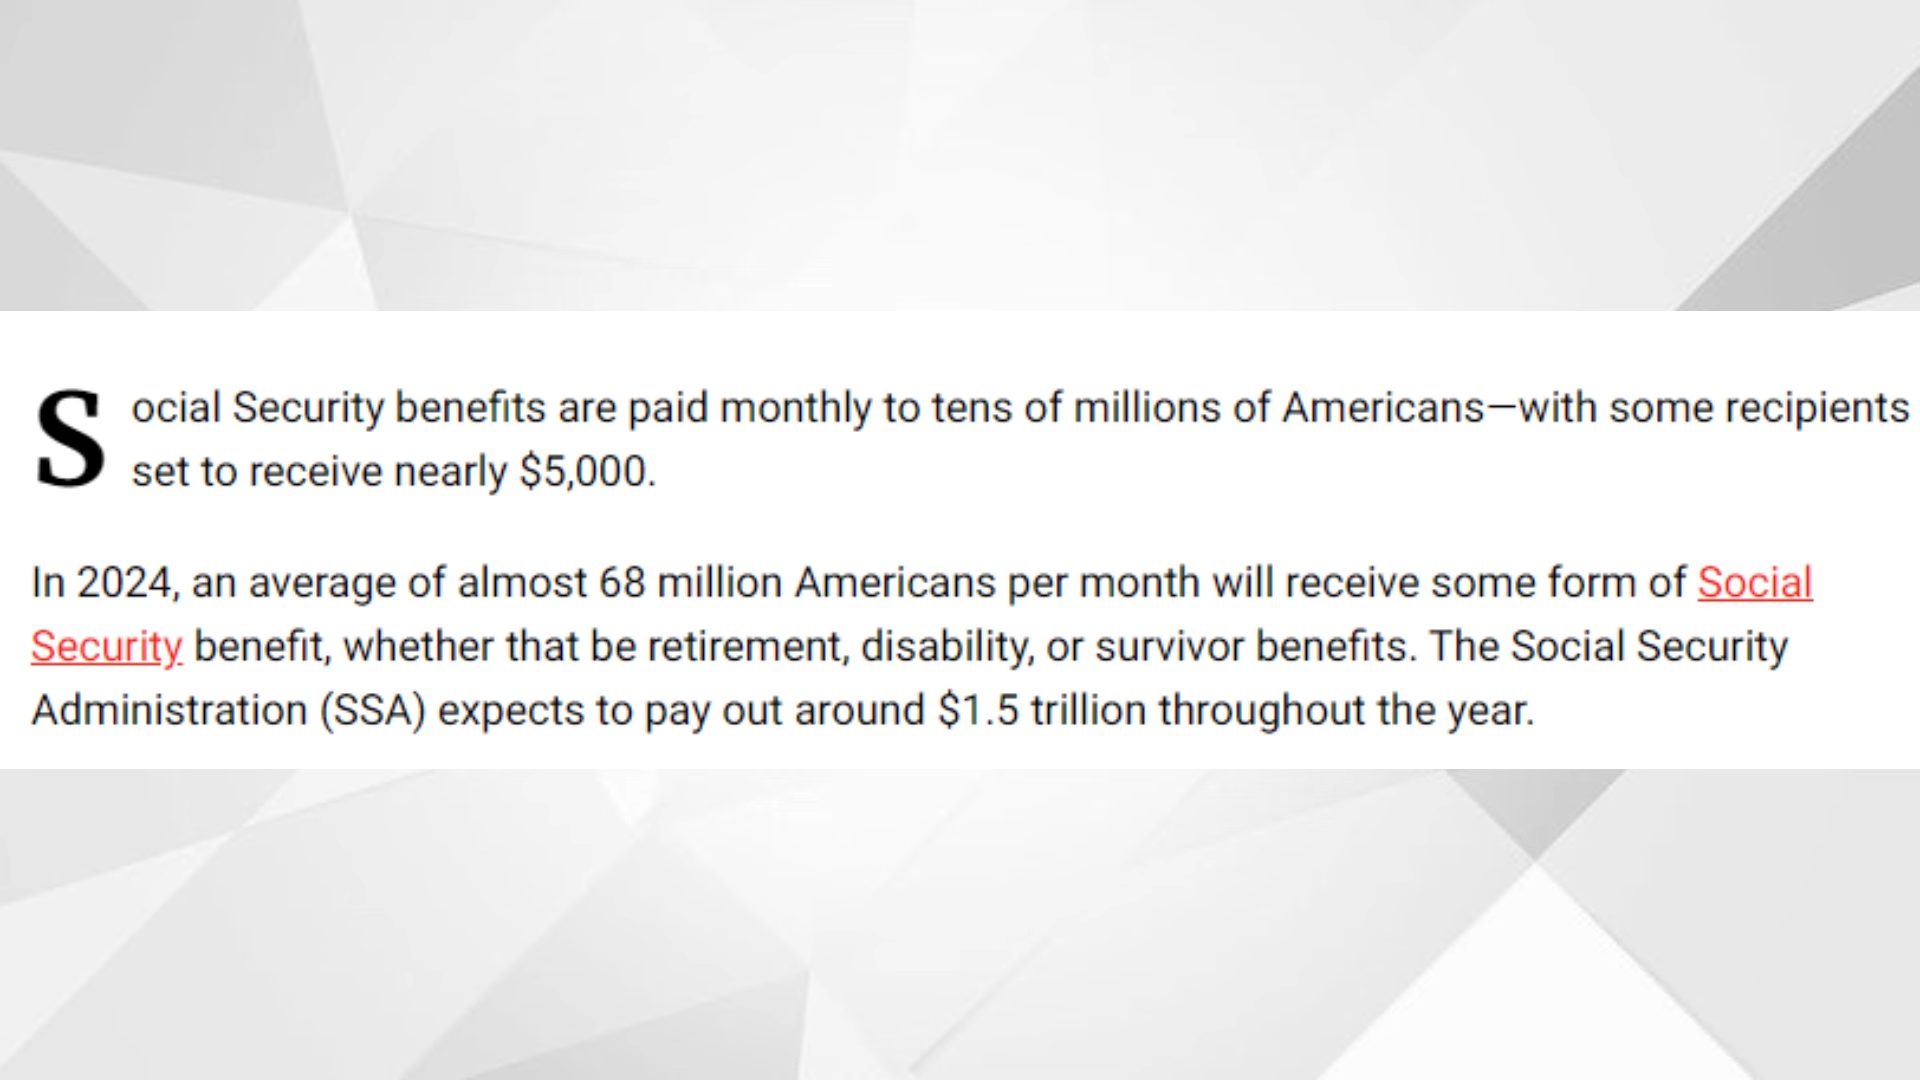 Social Security benefits are paid monthly to tens of millions of Americans—with some recipients
set to receive nearly $5,000.
In 2024, an average of almost 68 million Americans per month will receive some form of Social
Security benefit, whether that be retirement, disability, or survivor benefits. The Social Security
Administration (SSA) expects to pay out around $1.5 trillion throughout the year.